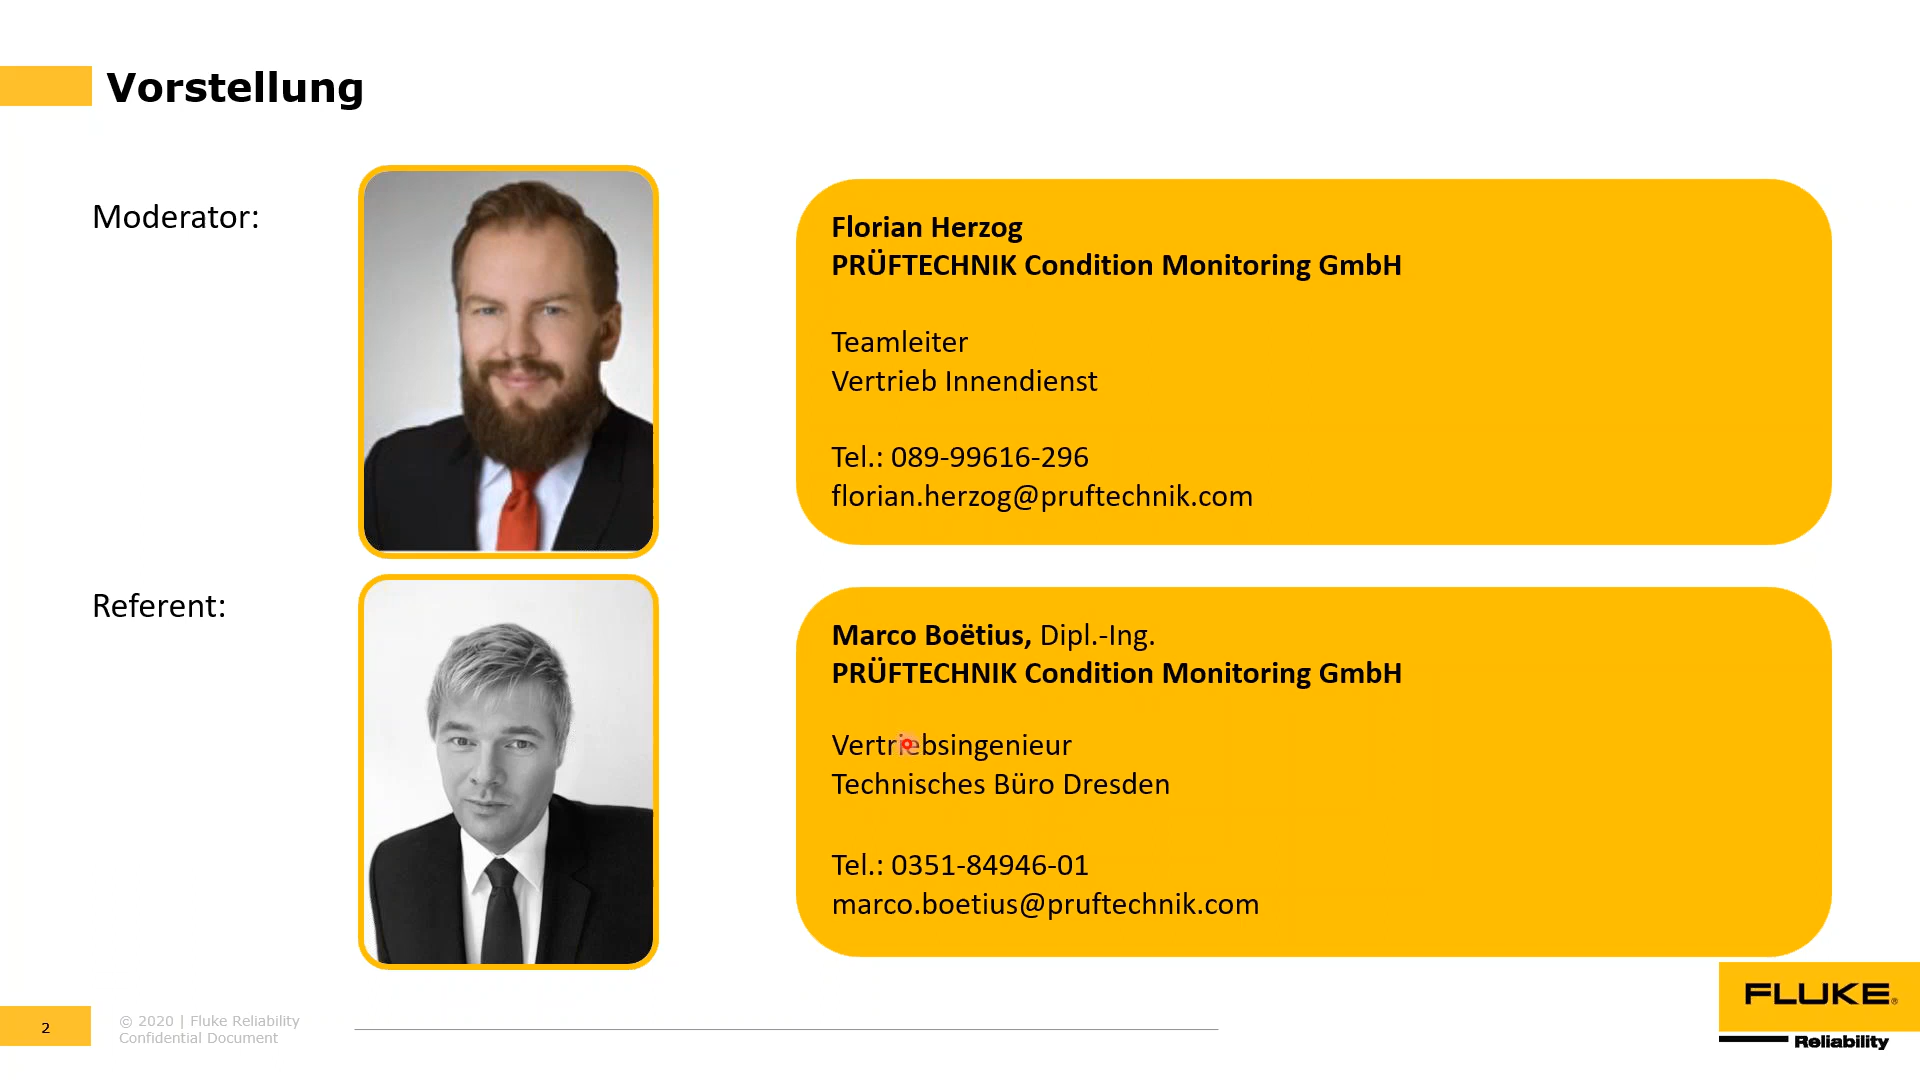 Vorstellung
Moderator:
Florian Herzog
PRÜFTECHNIK Condition Monitoring GmbH
Teamleiter
Vertrieb Innendienst
Tel.: 089-99616-296
florian.herzog@pruftechnik.com
Referent:
Marco Boëtius, Dipl.-Ing.
PRÜFTECHNIK Condition Monitoring GmbH
Vertriebsingenieur
Technisches Büro Dresden
Tel.: 0351-84946-01
marco.boetius@pruftechnik.com
2
© 2020 | Fluke Reliability
Confidential Document
FLUKE®
Reliability